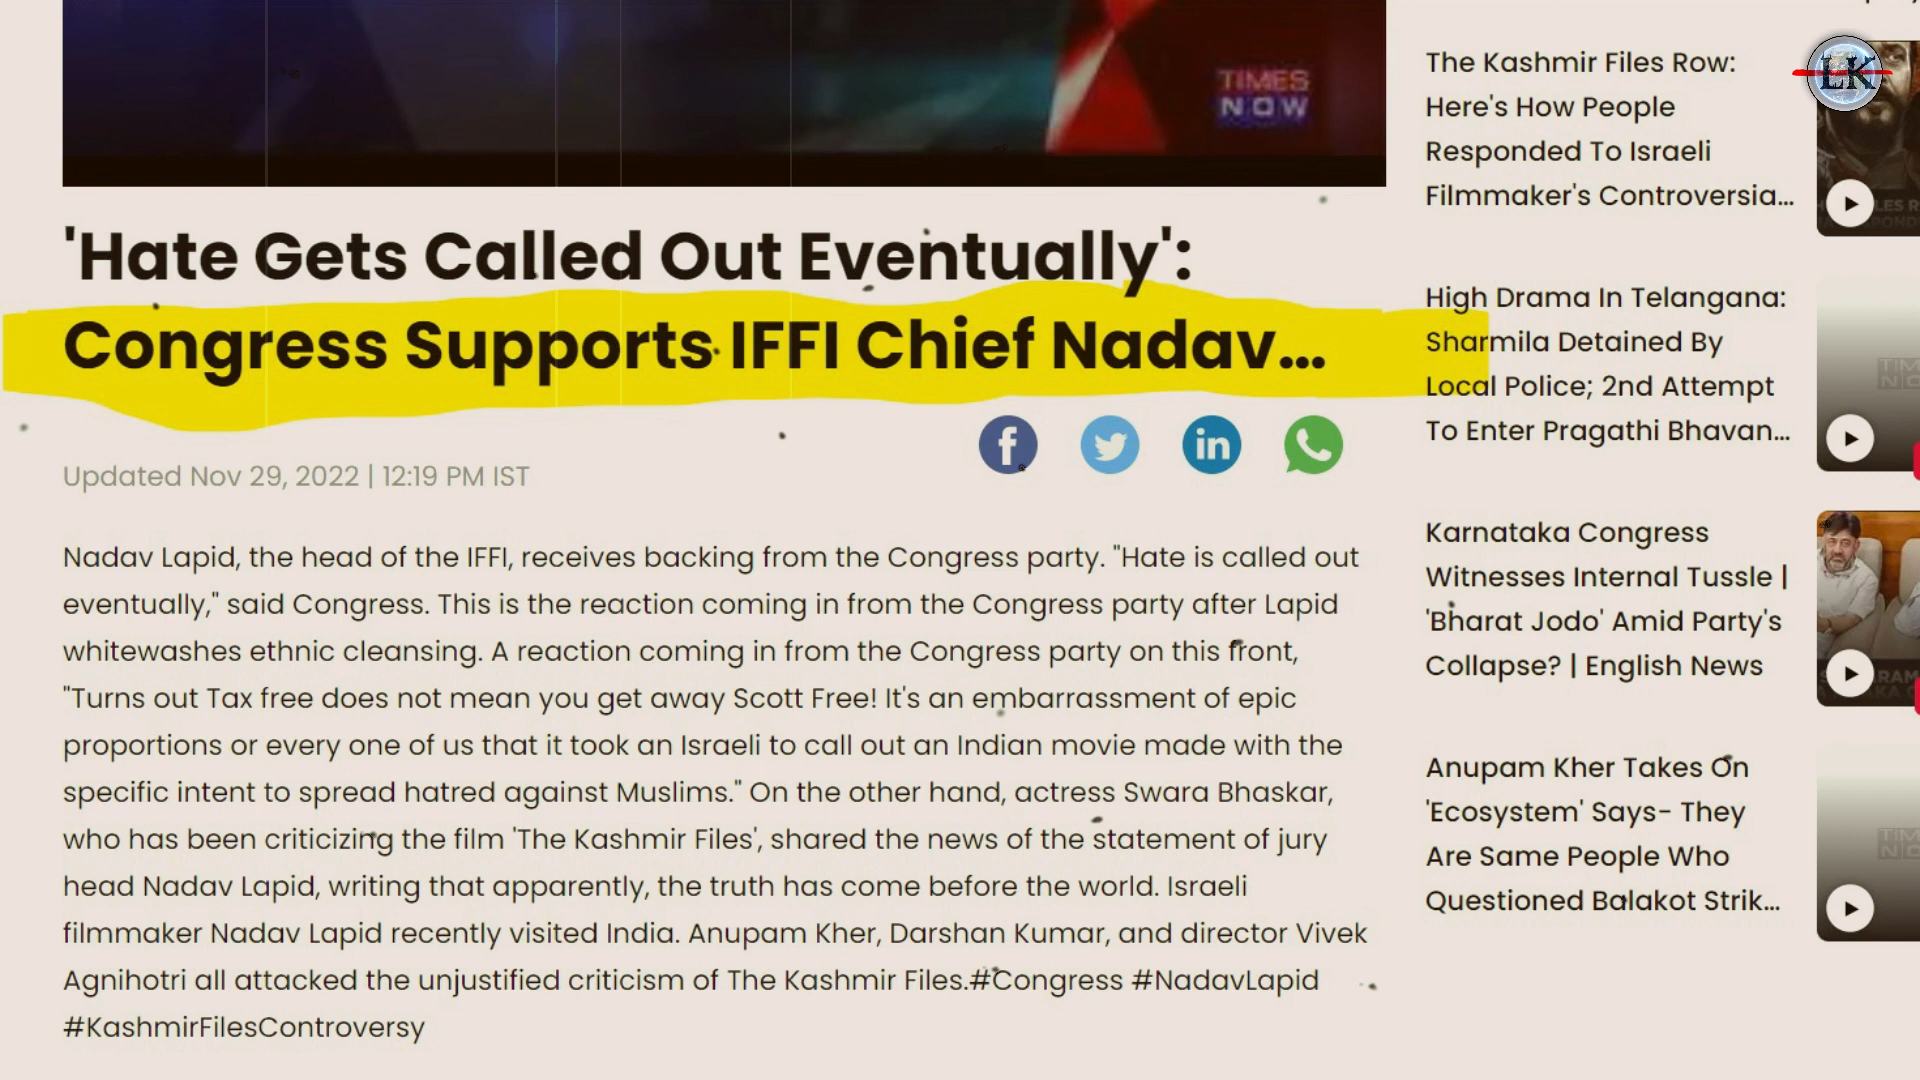 TIMES
NOW
'Hate Gets Called Out Eventually':
Congress Supports IFFI Chief Nadav...
Updated Nov 29, 2022 | 12:19 PM IST
Nadav Lapid, the head of the IFFI, receives backing from the Congress party. "Hate is called out
eventually," said Congress. This is the reaction coming in from the Congress party after Lapid
whitewashes ethnic cleansing. A reaction coming in from the Congress party on this front,
"Turns out Tax free does not mean you get away Scott Free! It's an embarrassment of epic
proportions or every one of us that it took an Israeli to call out an Indian movie made with the
specific intent to spread hatred against Muslims." On the other hand, actress Swara Bhaskar,
who has been criticizing the film 'The Kashmir Files', shared the news of the statement of jury
head Nadav Lapid, writing that apparently, the truth has come before the world. Israeli
filmmaker Nadav Lapid recently visited India. Anupam Kher, Darshan Kumar, and director Vivek
Agnihotri all attacked the unjustified criticism of The Kashmir Files.#Congress #NadavLapid
#KashmirFilesControversy
The Kashmir Files Row:
Here's How People
Responded To Israeli
Filmmaker's Controversia...
High Drama In Telangana:
Sharmila Detained By
Local Police; 2nd Attempt
To Enter Pragathi Bhavan...
Karnataka Congress
Witnesses Internal Tussle |
'Bharat Jodo' Amid Party's
Collapse? | English News
Anupam Kher Takes On
'Ecosystem' Says- They
Are Same People Who
Questioned Balakot Strik...
LK